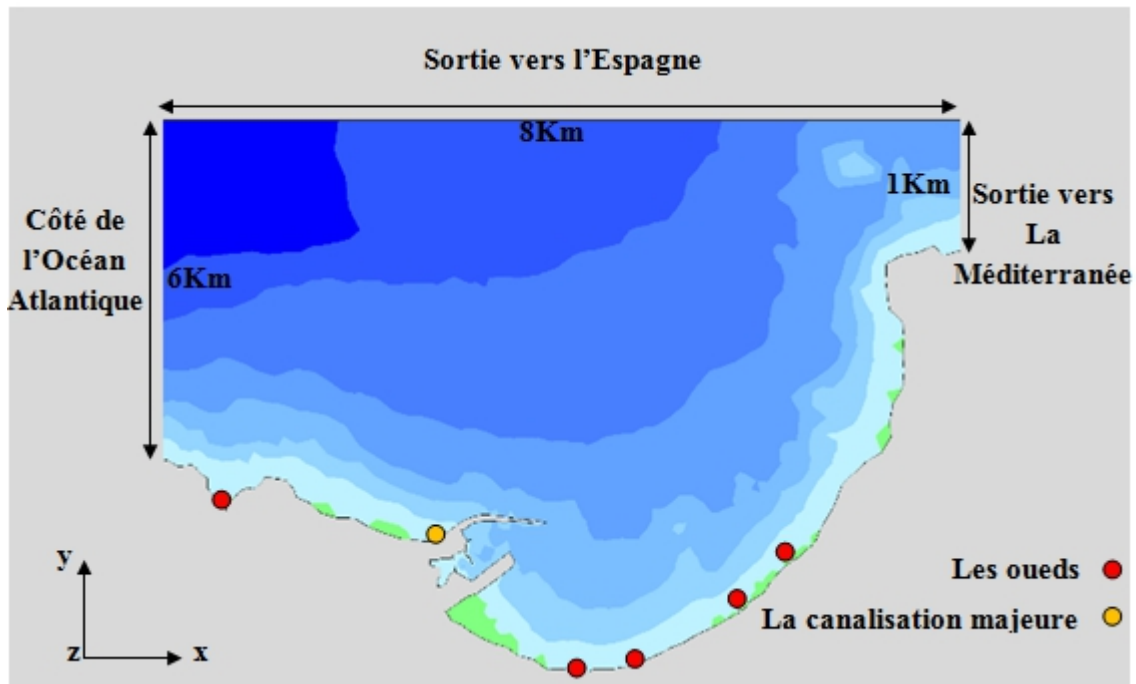 Sortie vers l'Espagne
8Km
1Km
Côté de
l'Océan
Atlantique
6Km
Sortie vers
La
Méditerranée
y
z
x
Les oueds
La canalisation majeure